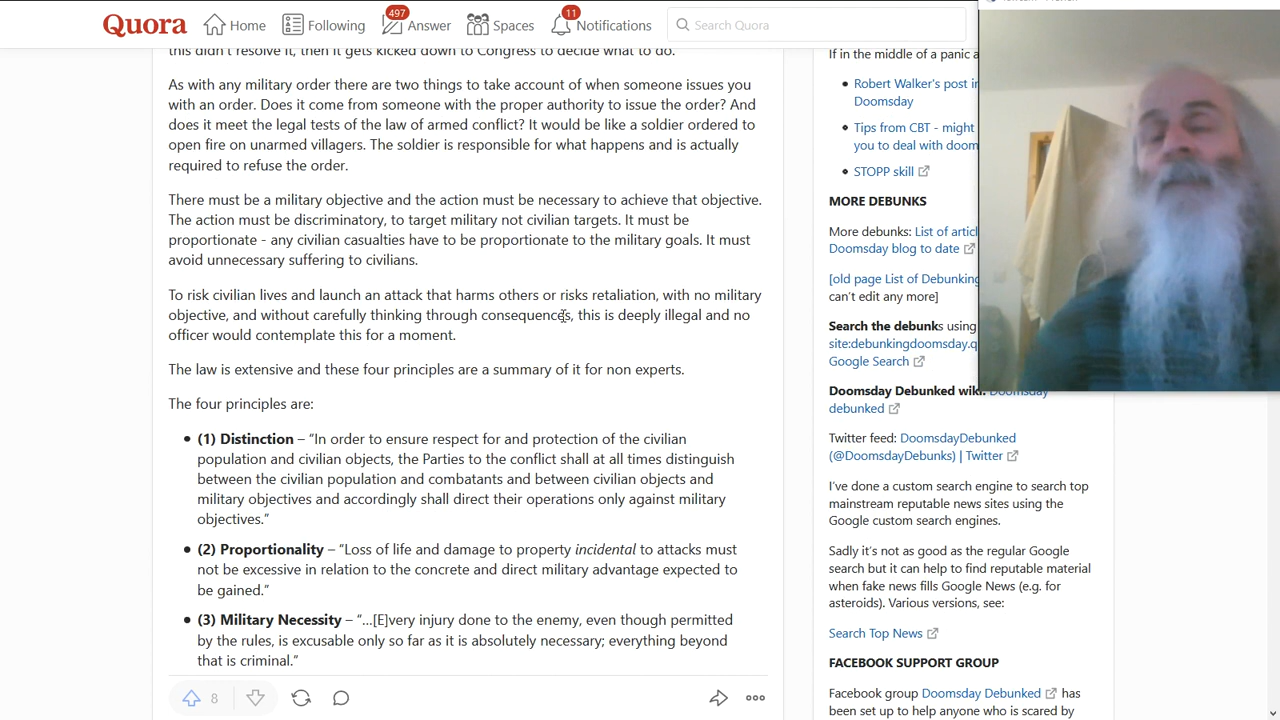 Quora
Home
Following
497
Answer
Spaces
11
Notifications
Search Quora
this didn't resolve it, then it gets kicked down to Congress to decide what to do.
As with any military order there are two things to take account of when someone issues you
with an order. Does it come from someone with the proper authority to issue the order? And
does it meet the legal tests of the law of armed conflict? It would be like a soldier ordered to
open fire on unarmed villagers. The soldier is responsible for what happens and is actually
required to refuse the order.
There must be a military objective and the action must be necessary to achieve that objective.
The action must be discriminatory, to target military not civilian targets. It must be
proportionate - any civilian casualties have to be proportionate to the military goals. It must
avoid unnecessary suffering to civilians.
To risk civilian lives and launch an attack that harms others or risks retaliation, with no military
objective, and without carefully thinking through consequences, this is deeply illegal and no
officer would contemplate this for a moment.
The law is extensive and these four principles are a summary of it for non experts.
The four principles are:
(1) Distinction – “In order to ensure respect for and protection of the civilian
population and civilian objects, the Parties to the conflict shall at all times distinguish
between the civilian population and combatants and between civilian objects and
military objectives and accordingly shall direct their operations only against military
objectives.”
(2) Proportionality – “Loss of life and damage to property incidental to attacks must
not be excessive in relation to the concrete and direct military advantage expected to
be gained.”
(3) Military Necessity – “...[E]very injury done to the enemy, even though permitted
by the rules, is excusable only so far as it is absolutely necessary; everything beyond
that is criminal.”
8
If in the middle of a panic a
Robert Walker's post in
Doomsday
Tips from CBT - might
you to deal with doom
STOPP skill
MORE DEBUNKS
More debunks: List of articl
Doomsday blog to date
[old page List of Debunking
can't edit any more]
Search the debunks using
site:debunkingdoomsday.q
Google Search
Doomsday Debunked wiki: Doomsday
debunked
Twitter feed: DoomsdayDebunked
(@DoomsdayDebunks) | Twitter
I've done a custom search engine to search top
mainstream reputable news sites using the
Google custom search engines.
Sadly it's not as good as the regular Google
search but it can help to find reputable material
when fake news fills Google News (e.g. for
asteroids). Various versions, see:
Search Top News
FACEBOOK SUPPORT GROUP
Facebook group Doomsday Debunked has
been set up to help anyone who is scared by